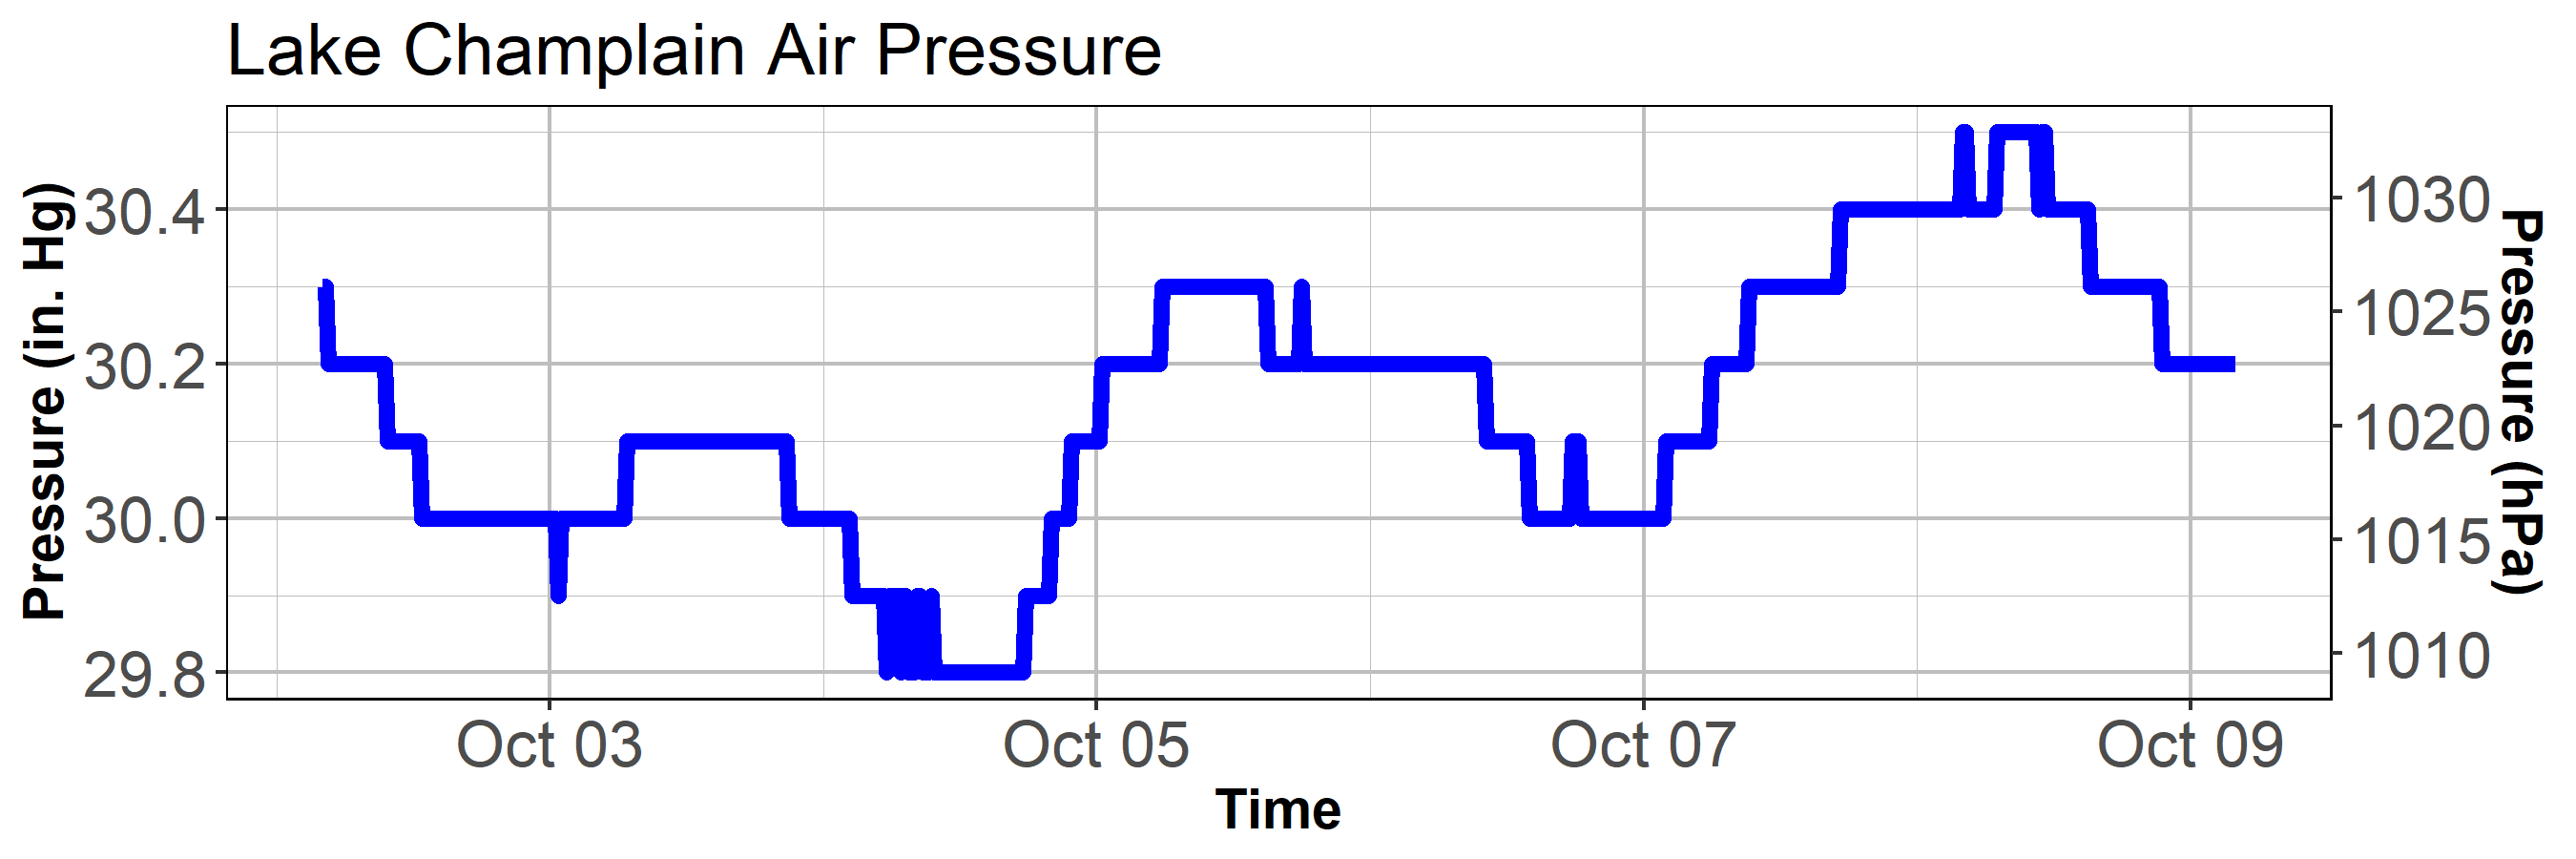 Lake Champlain Air Pressure
Pressure (in. Hg)
30.4
30.2
30.0
29.8
1030
1025
1020
1015
1010
Pressure (hPa)
Oct 03
Oct 05
Oct 07
Oct 09
Time